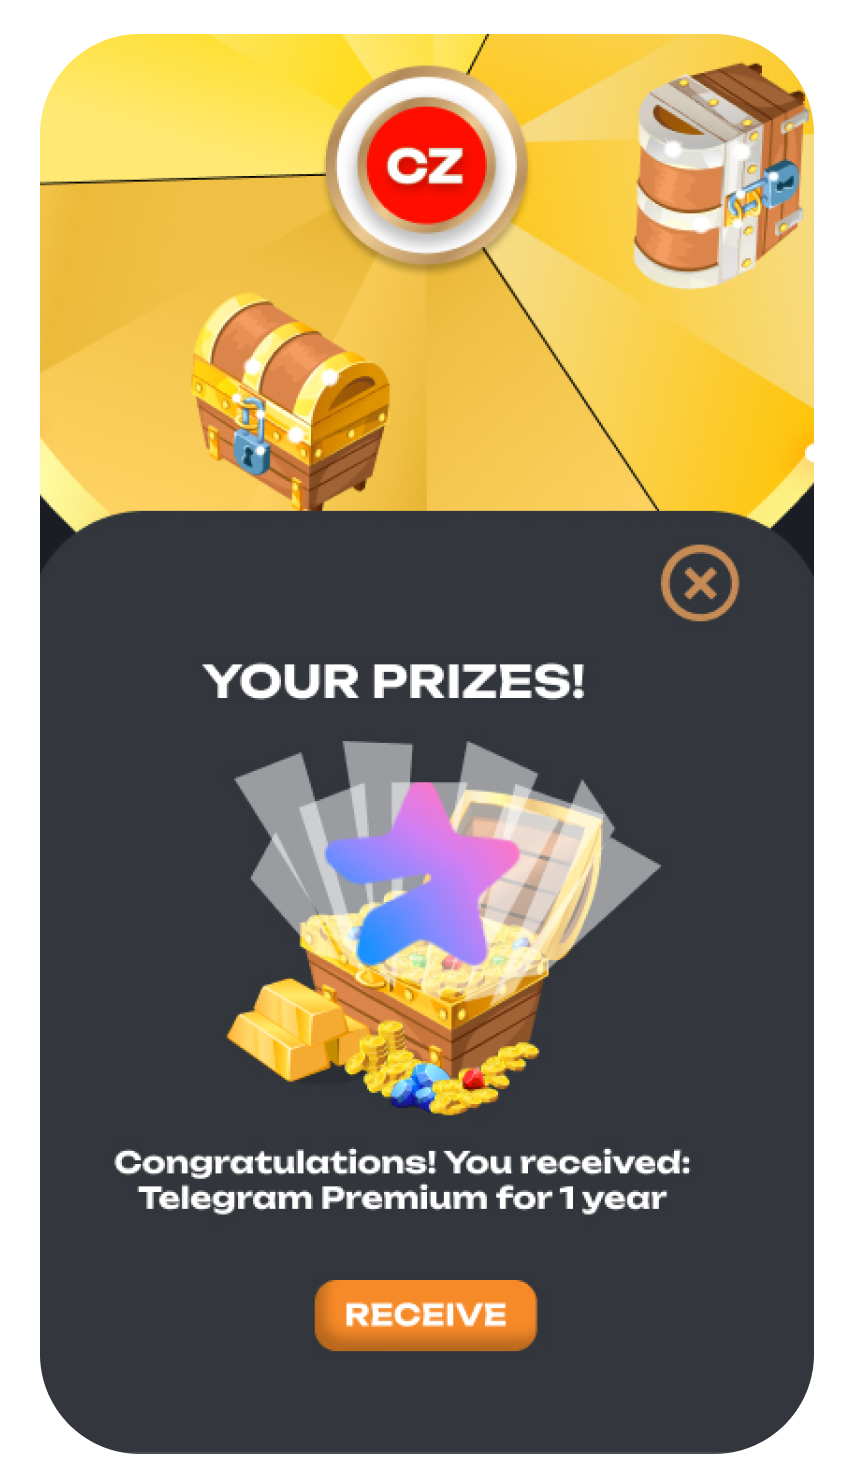 CZ
YOUR PRIZES!
Congratulations! You received:
Telegram Premium for 1 year
RECEIVE